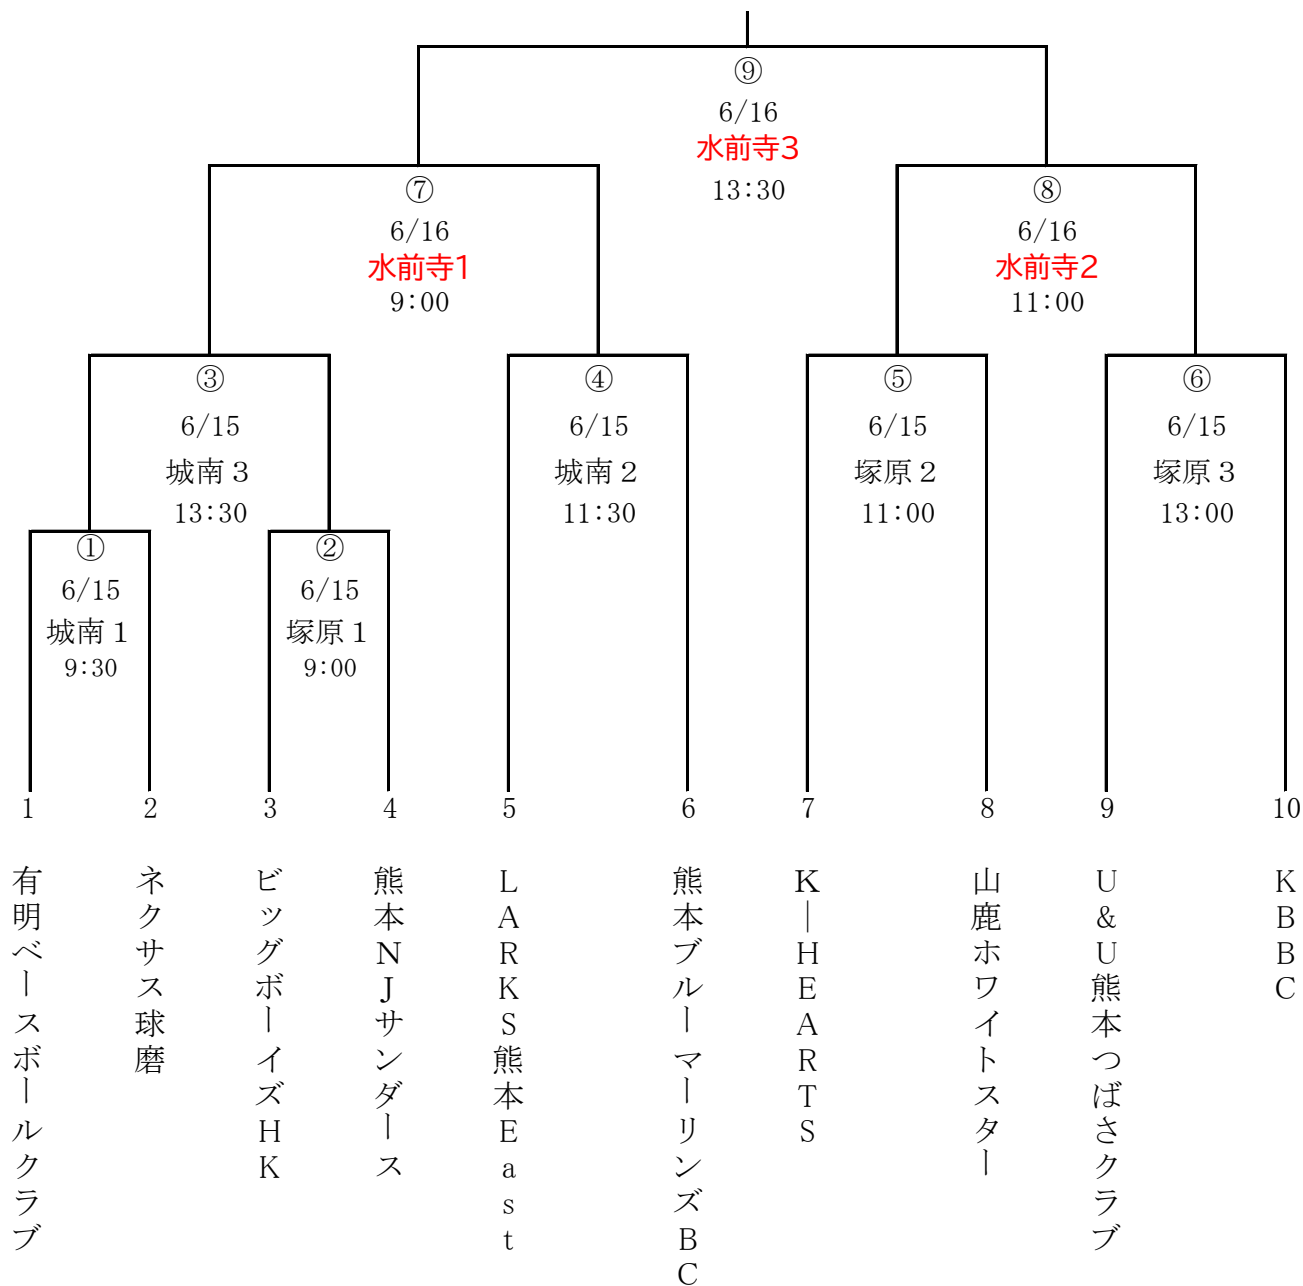 ⑨
6/16
水前寺3
13:30
⑦
6/16
水前寺1
9:00
⑧
6/16
水前寺2
11:00
③
6/15
城南３
13:30
④
6/15
城南２
11:30
⑤
6/15
塚原２
11:00
⑥
6/15
塚原３
13:00
①
6/15
城南１
9:30
②
6/15
塚原１
9:00
1
2
3
4
5
6
7
8
9
10
有明ベースボールクラブ
ネクサス球磨
ビッグボーイズＨＫ
熊本ＮＪサンダース
ＬＡＲＫＳ熊本Ｅａｓｔ
熊本ブルーマーリンズＢＣ
Ｋ―ＨＥＡＲＴＳ
山鹿ホワイトスター
Ｕ＆Ｕ熊本つばさクラブ
ＫＢＢＣ